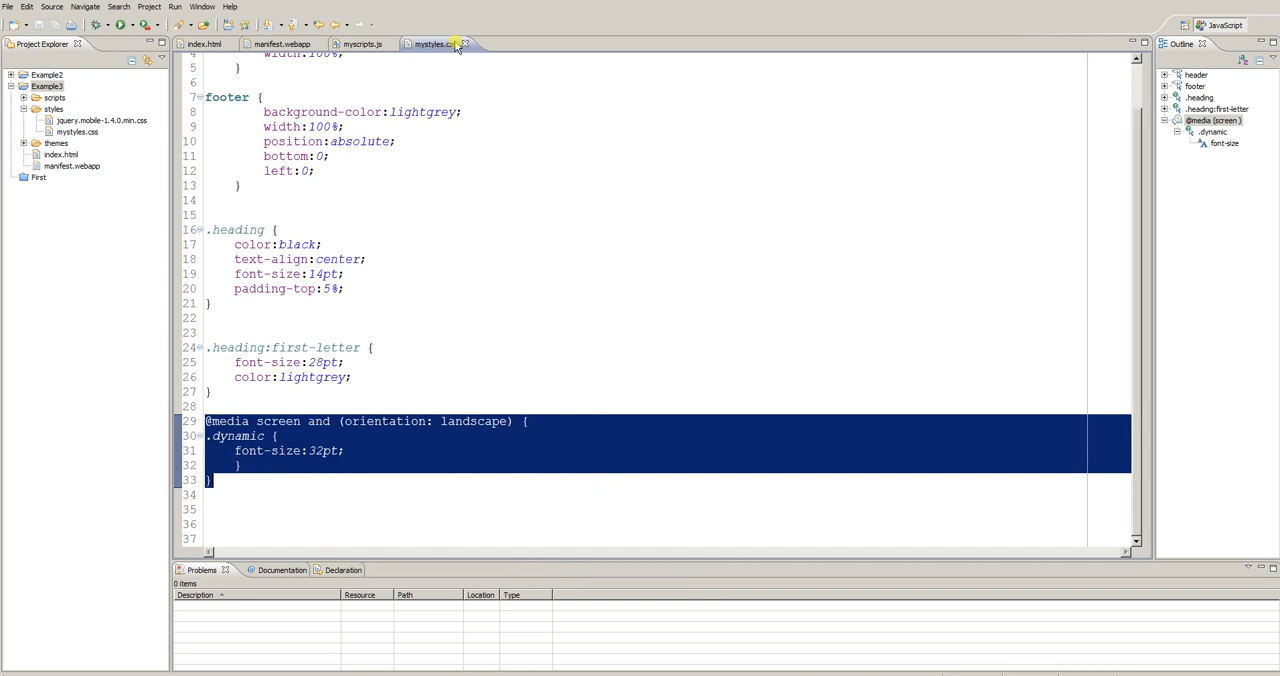 File Edit Source Navigate Search Project Run Window Help
JavaScript
Project Explorer
index.html manifest.webapp myscripts.js mystyles.css
Outline
Example2
Example3
scripts
styles
jquery.mobile-1.4.0.min.css
mystyles.css
themes
index.html
manifest.webapp
First
4 width:100%;
5 }
6
7 footer {
8 background-color:lightgrey;
9 width:100%;
10 position:absolute;
11 bottom:0;
12 left:0;
13 }
14
15
16 .heading {
17 color:black;
18 text-align:center;
19 font-size:14pt;
20 padding-top:5%;
21 }
22
23
24 .heading:first-letter {
25 font-size:28pt;
26 color:lightgrey;
27 }
28
29 @media screen and (orientation: landscape) {
30 .dynamic {
31 font-size:32pt;
32 }
33 }
34
35
36
37
header
footer
.heading
.heading:first-letter
@media (screen )
.dynamic
font-size
Problems Documentation Declaration
0 items
Description Resource Path Location Type